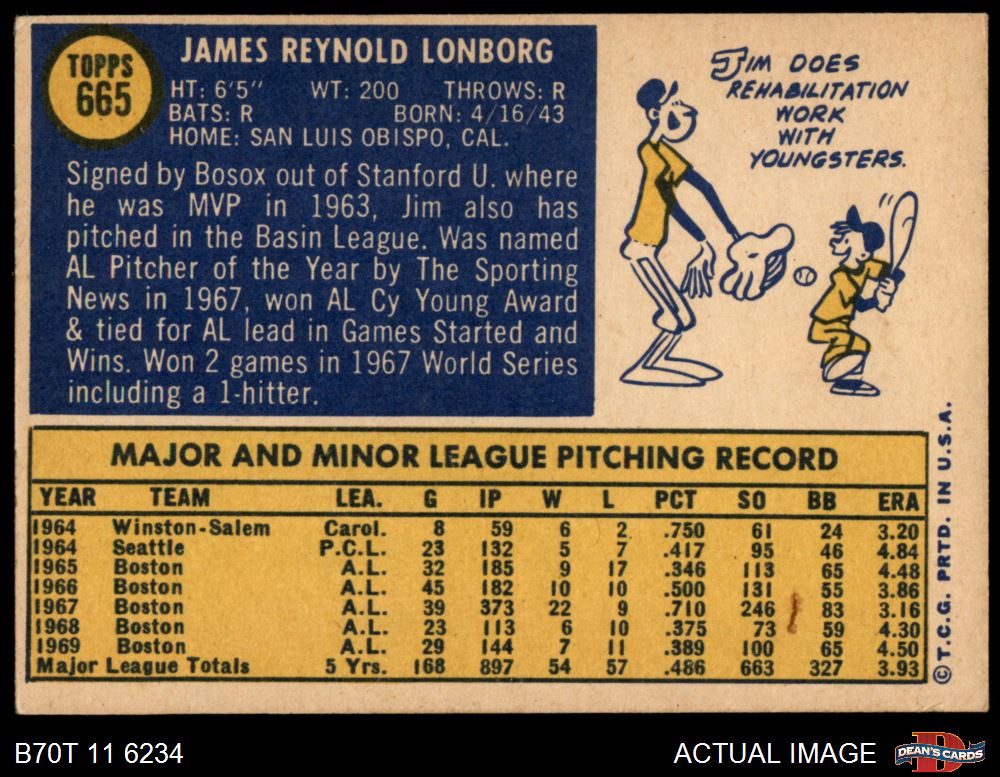 TOPPS
665
JAMES REYNOLD LONBORG
HT: 6'5" WT: 200 THROWS: R
BATS: R BORN: 4/16/43
HOME: SAN LUIS OBISPO, CAL.
Signed by Bosox out of Stanford U. where
he was MVP in 1963, Jim also has
pitched in the Basin League. Was named
AL Pitcher of the Year by The Sporting
News in 1967, won AL Cy Young Award
& tied for AL lead in Games Started and
Wins. Won 2 games in 1967 World Series
including a 1-hitter.
JIM DOES
REHABILITATION
WORK
WITH
YOUNGSTERS.
MAJOR AND MINOR LEAGUE PITCHING RECORD
YEAR TEAM LEA. G IP W L PCT SO BB ERA
1964 Winston-Salem Carol. 8 59 6 2 .750 61 24 3.20
1964 Seattle P.C.L. 23 132 5 7 .417 95 46 4.84
1965 Boston A.L. 32 185 9 17 .346 113 65 4.48
1966 Boston A.L. 45 182 10 10 .500 131 55 3.86
1967 Boston A.L. 39 373 22 9 .710 246 83 3.16
1968 Boston A.L. 23 113 6 10 .375 73 59 4.30
1969 Boston A.L. 29 144 7 11 .389 100 65 4.50
Major League Totals 5 Yrs. 168 897 54 57 .486 663 327 3.93
©T.C.G. PRTD. IN U.S.A.
B70T 11 6234
ACTUAL IMAGE
DEAN'S CARDS